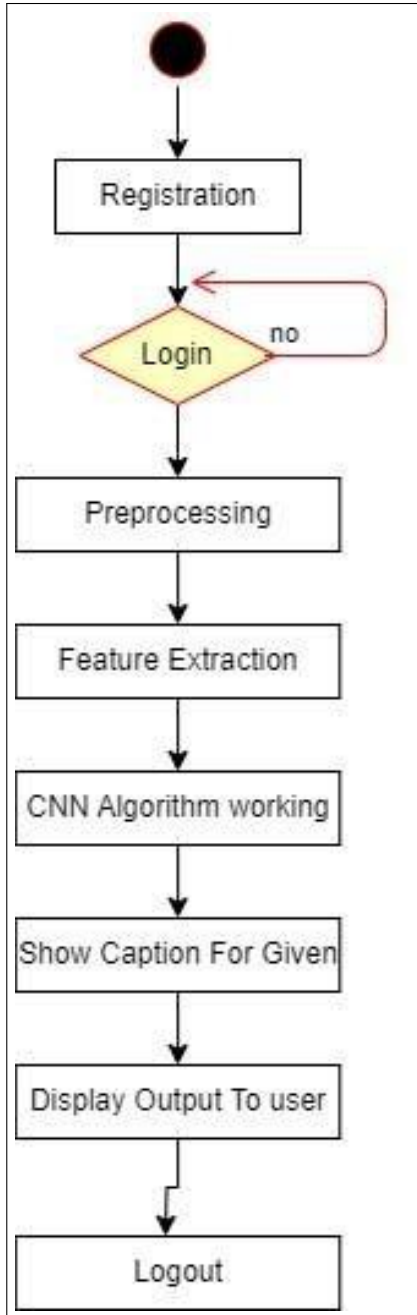 Registration
Login
no
Preprocessing
Feature Extraction
CNN Algorithm working
Show Caption For Given
Display Output To user
Logout